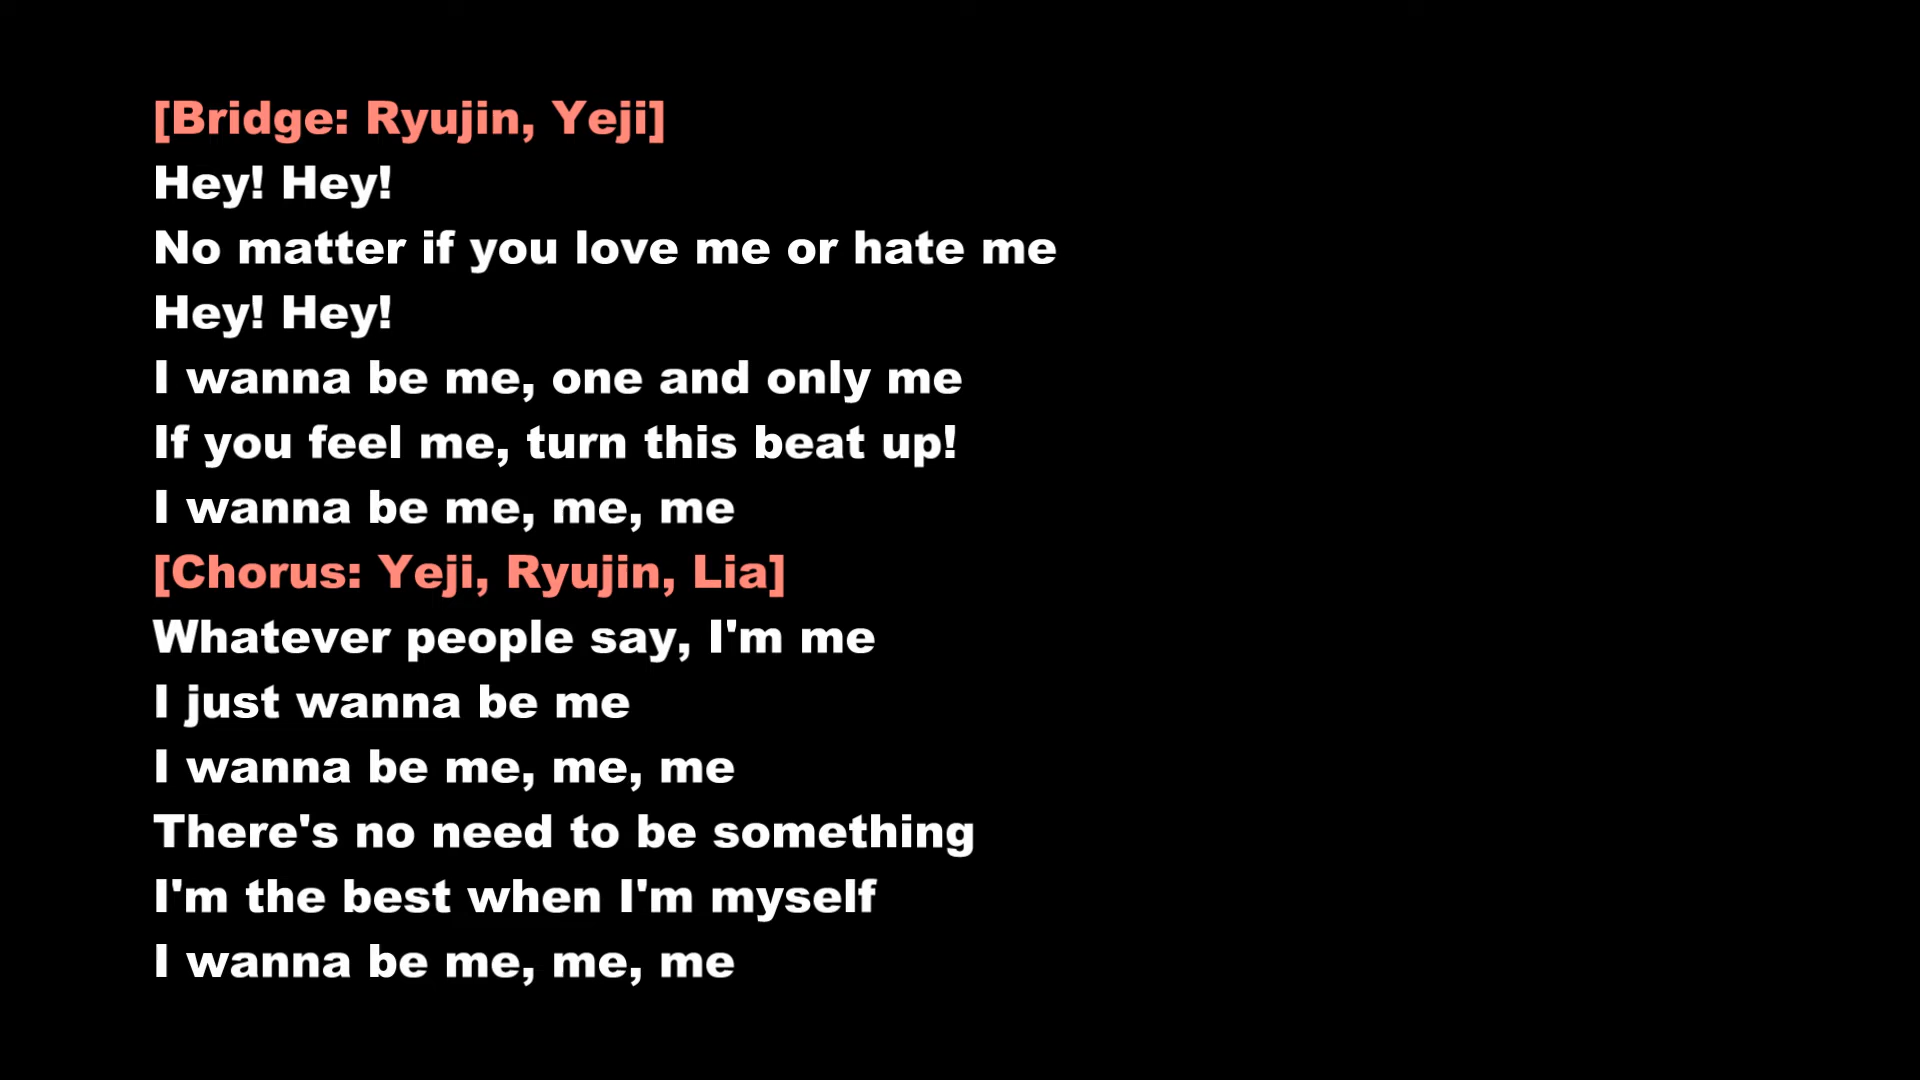 [Bridge: Ryujin, Yeji]
Hey! Hey!
No matter if you love me or hate me
Hey! Hey!
I wanna be me, one and only me
If you feel me, turn this beat up!
I wanna be me, me, me
[Chorus: Yeji, Ryujin, Lia]
Whatever people say, I'm me
I just wanna be me
I wanna be me, me, me
There's no need to be something
I'm the best when I'm myself
I wanna be me, me, me